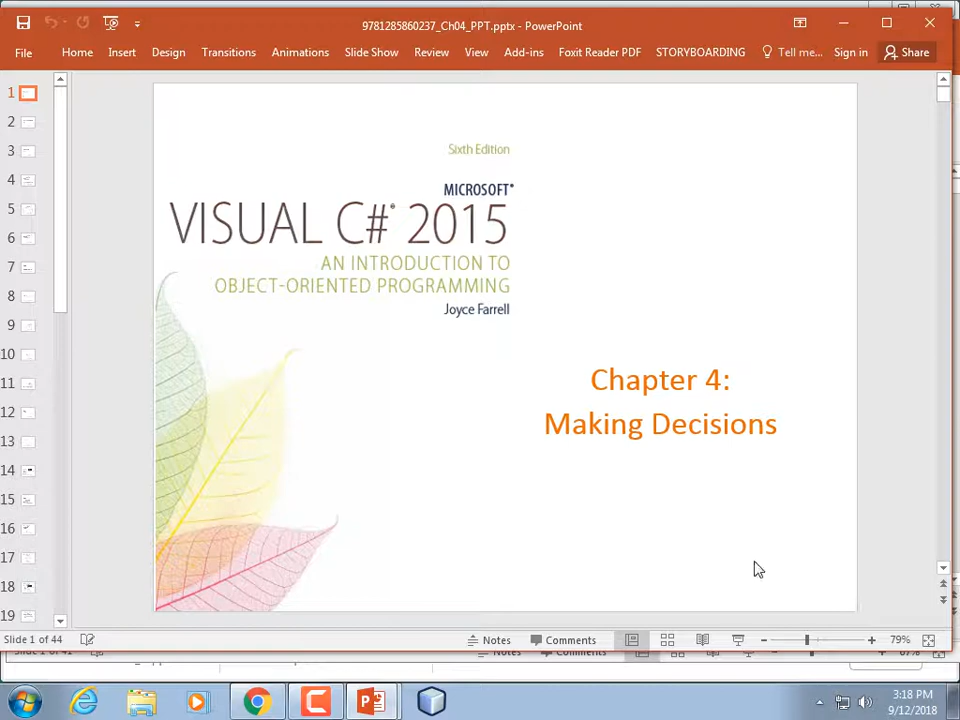 9781285860237_Ch04_PPT.pptx - PowerPoint
File Home Insert Design Transitions Animations Slide Show Review View Add-ins Foxit Reader PDF STORYBOARDING Tell me... Sign in Share
1
2
3
4
5
6
7
8
9
10
11
12
13
14
15
16
17
18
19
Sixth Edition
MICROSOFT®
VISUAL C#® 2015
AN INTRODUCTION TO
OBJECT-ORIENTED PROGRAMMING
Joyce Farrell
Chapter 4:
Making Decisions
Slide 1 of 44 Notes Comments 79%
Notes Comments 67%
3:18 PM
9/12/2018